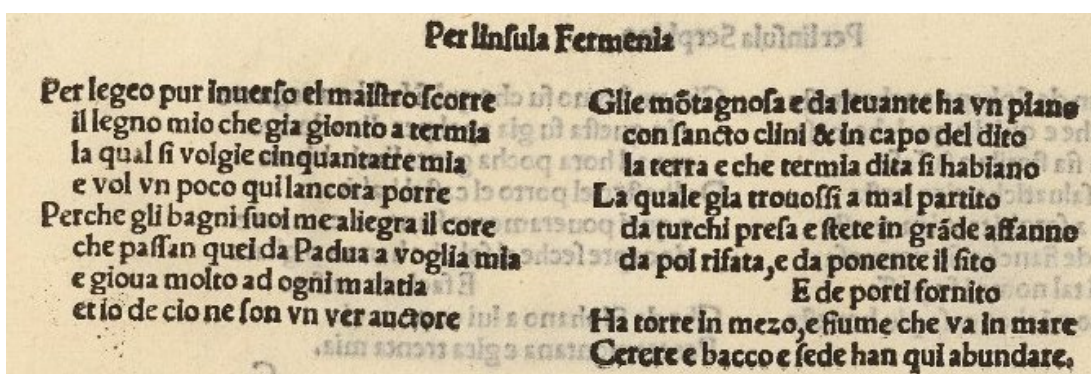 Per linſula Fermenia
Per legeo pur inuerſo el maiſtro ſcorre
il legno mio che gia gionto a termia
la qual ſi volgie cinquantatre mia
e vol vn poco qui lancora porre
Perche gli bagni ſuoi me aliegra il core
che paſſan quei da Padua a voglia mia
e gioua molto ad ogni malatia
et io de cio ne ſon vn ver auctore
Glie mōtagnoſa e da leuante ha vn plano
con ſancto clini & in capo del dito
la terra e che termia dita ſi habiano
La quale gia trouoſſi a mal partito
da turchi preſa e ſtete in gráde affanno
da poi rifata, e da ponente il ſito
E de porti fornito
Ha torre in mezo, e fiume che va in mare
Cerere e bacco e ſede han qui abundare.